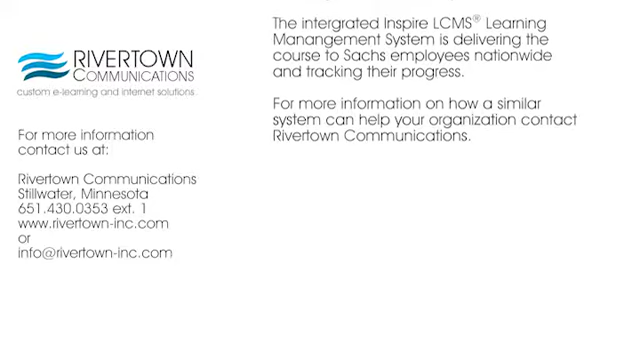 RIVERTOWN
COMMUNICATIONS
custom e-learning and internet solutions.
For more information
contact us at:
Rivertown Communications
Stillwater, Minnesota
651.430.0353 ext. 1
www.rivertown-inc.com
or
info@rivertown-inc.com
The intergrated Inspire LCMS® Learning
Manangement System is delivering the
course to Sachs employees nationwide
and tracking their progress.
For more information on how a similar
system can help your organization contact
Rivertown Communications.